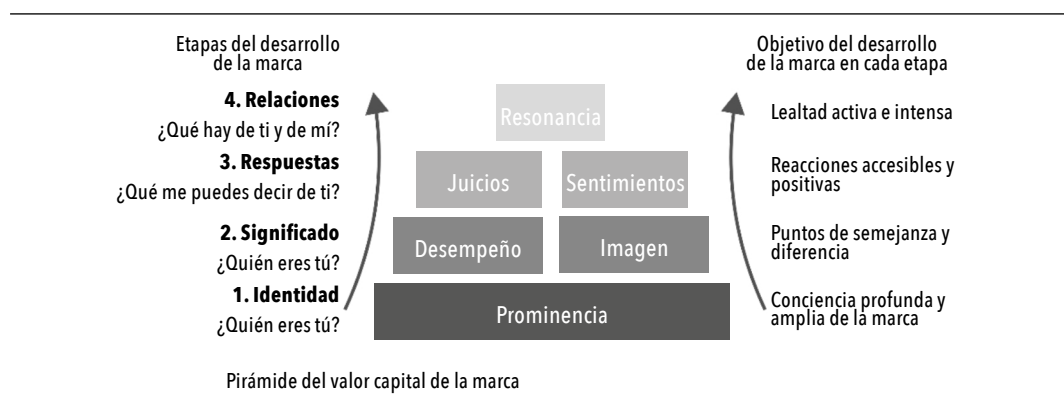 Etapas del desarrollo
de la marca
4. Relaciones
¿Qué hay de ti y de mí?
3. Respuestas
¿Qué me puedes decir de ti?
2. Significado
¿Quién eres tú?
1. Identidad
¿Quién eres tú?
Resonancia
Juicios
Sentimientos
Desempeño
Imagen
Prominencia
Objetivo del desarrollo
de la marca en cada etapa
Lealtad activa e intensa
Reacciones accesibles y
positivas
Puntos de semejanza y
diferencia
Conciencia profunda y
amplia de la marca
Pirámide del valor capital de la marca